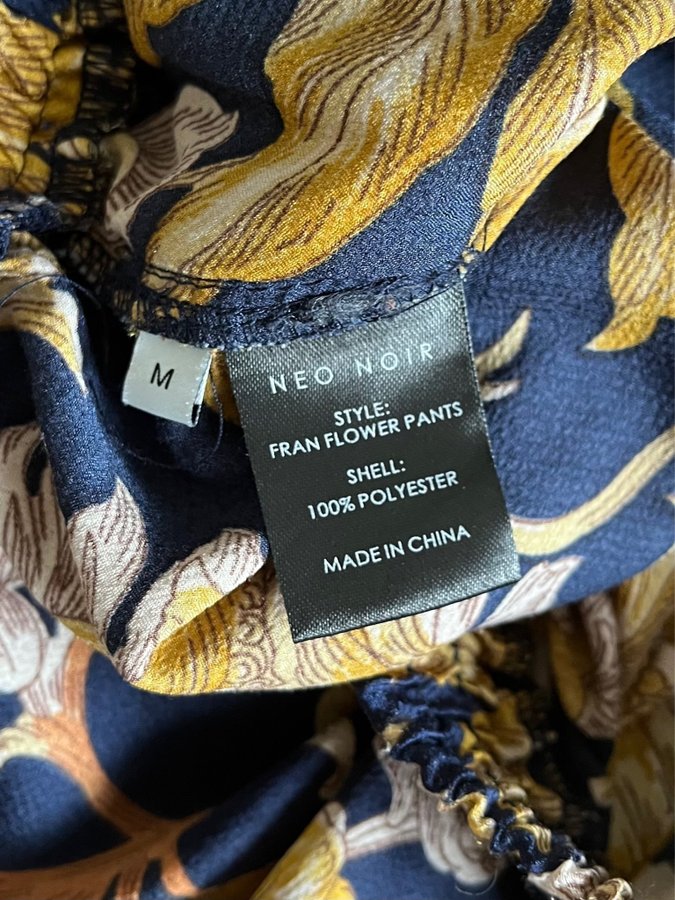 M
NEO NOIR
STYLE:
FRAN FLOWER PANTS
SHELL:
100% POLYESTER
MADE IN CHINA